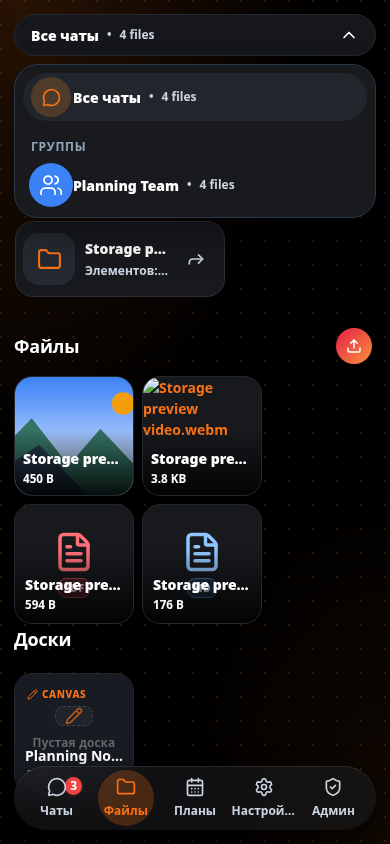 Все чаты • 4 files
Все чаты • 4 files
ГРУППЫ
Planning Team • 4 files
Storage p...
Элементов:...
Файлы
Storage pre...
450 B
Storage
preview
video.webm
Storage pre...
3.8 KB
Storage pre...
594 B
Storage pre...
176 B
Доски
CANVAS
Пустая доска
Planning No...
3
Чаты
Файлы
Планы
Настрой...
Админ